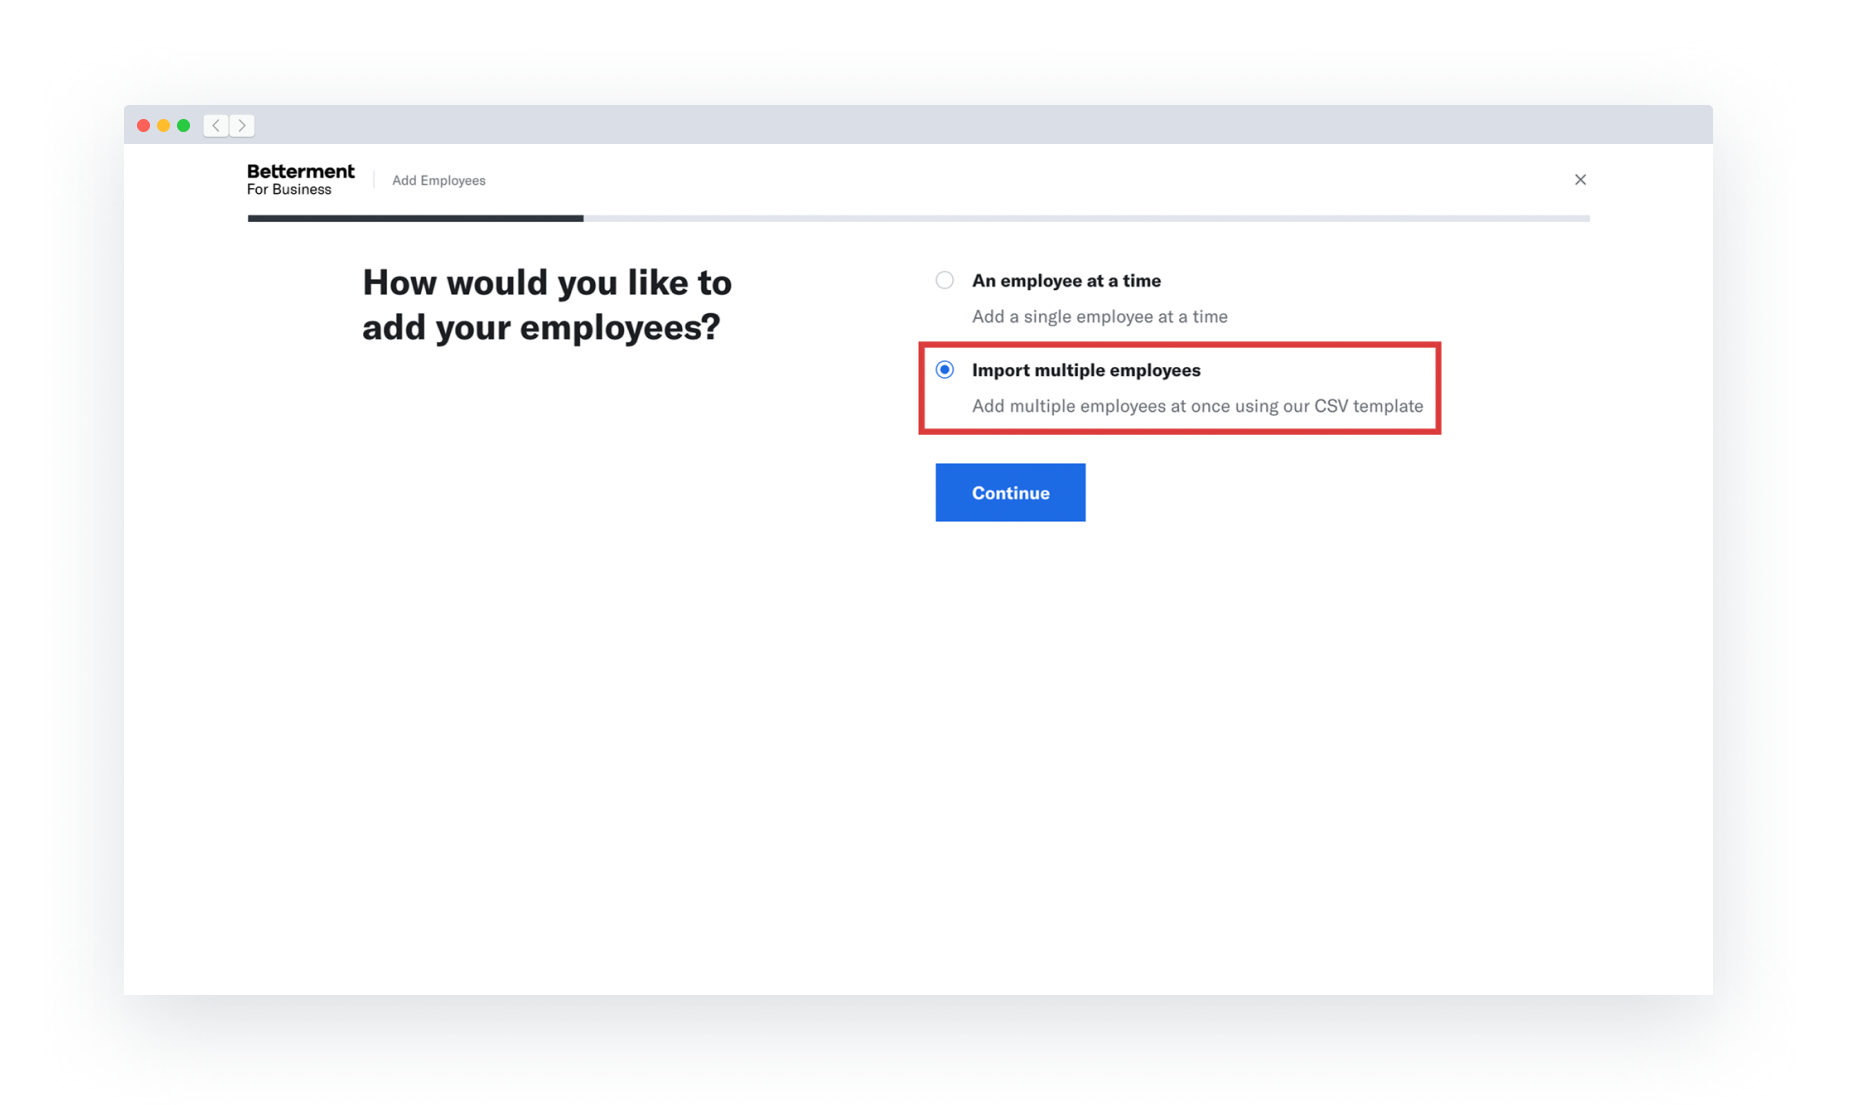 Betterment
For Business
Add Employees
How would you like to
add your employees?
An employee at a time
Add a single employee at a time
Import multiple employees
Add multiple employees at once using our CSV template
Continue